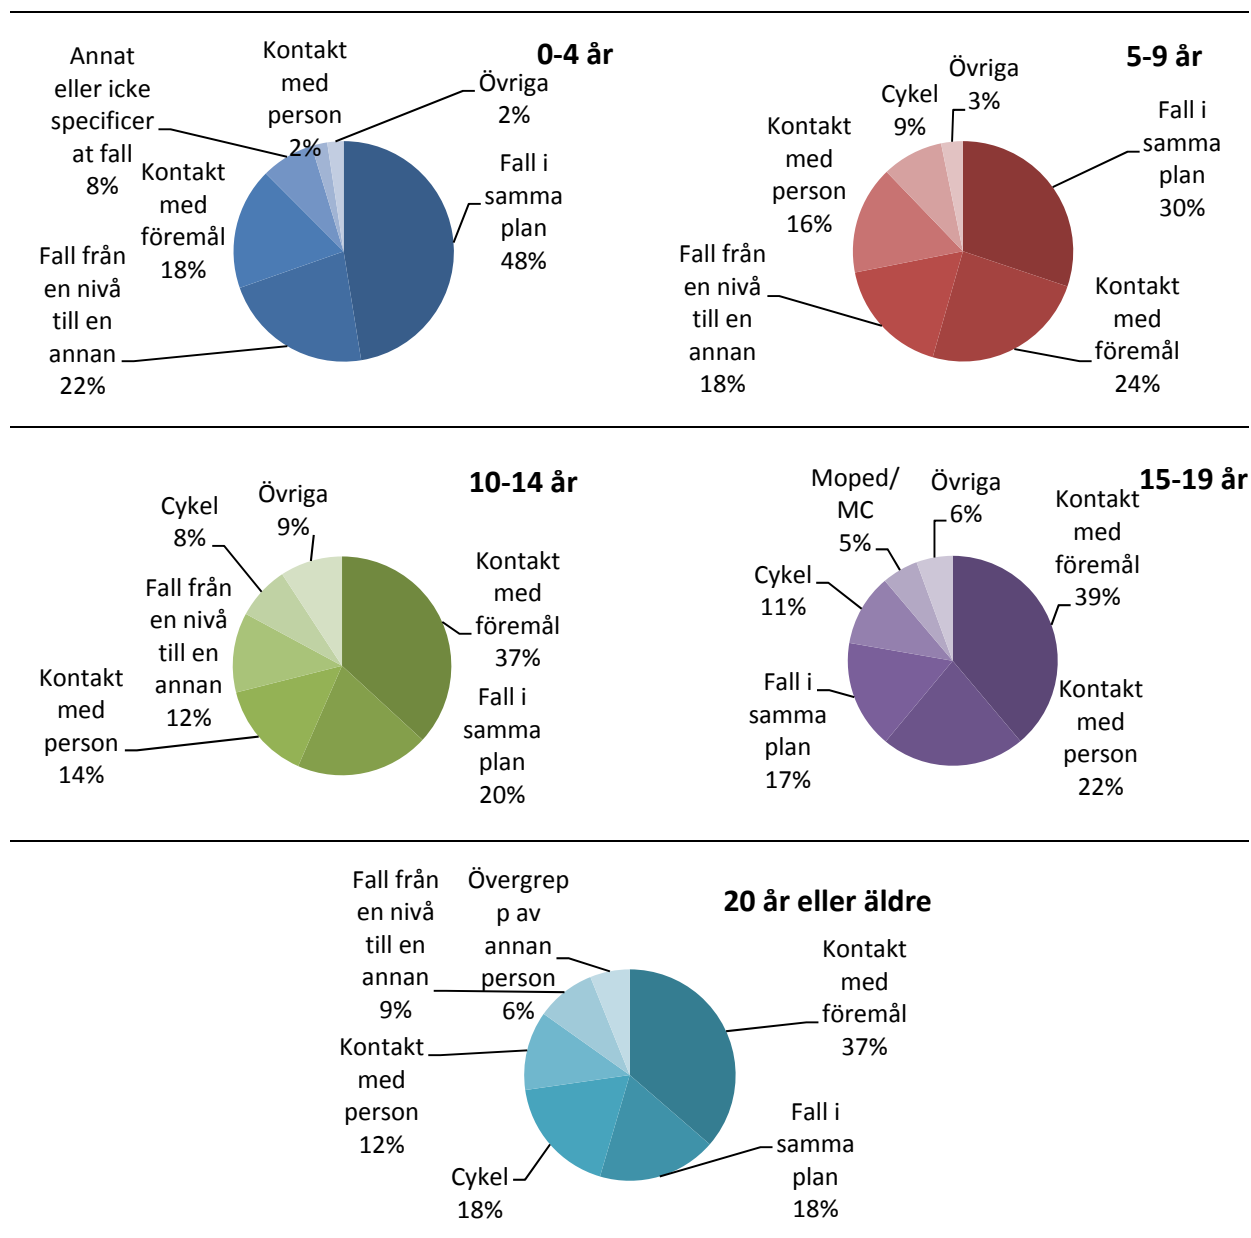 0-4 år
Annat
eller icke
specificer
at fall
8%
Kontakt
med
person
2%
Övriga
2%
Fall i
samma
plan
48%
Kontakt
med
föremål
18%
Fall från
en nivå
till en
annan
22%
5-9 år
Övriga
3%
Cykel
9%
Fall i
samma
plan
30%
Kontakt
med
person
16%
Fall från
en nivå
till en
annan
18%
Kontakt
med
föremål
24%
10-14 år
Övriga
9%
Cykel
8%
Kontakt
med
föremål
37%
Fall från
en nivå
till en
annan
12%
Kontakt
med
person
14%
Fall i
samma
plan
20%
15-19 år
Moped/
MC
5%
Övriga
6%
Kontakt
med
föremål
39%
Cykel
11%
Fall i
samma
plan
17%
Kontakt
med
person
22%
20 år eller äldre
Fall från
en nivå
till en
annan
9%
Övergrep
p av
annan
person
6%
Kontakt
med
föremål
37%
Kontakt
med
person
12%
Cykel
18%
Fall i
samma
plan
18%